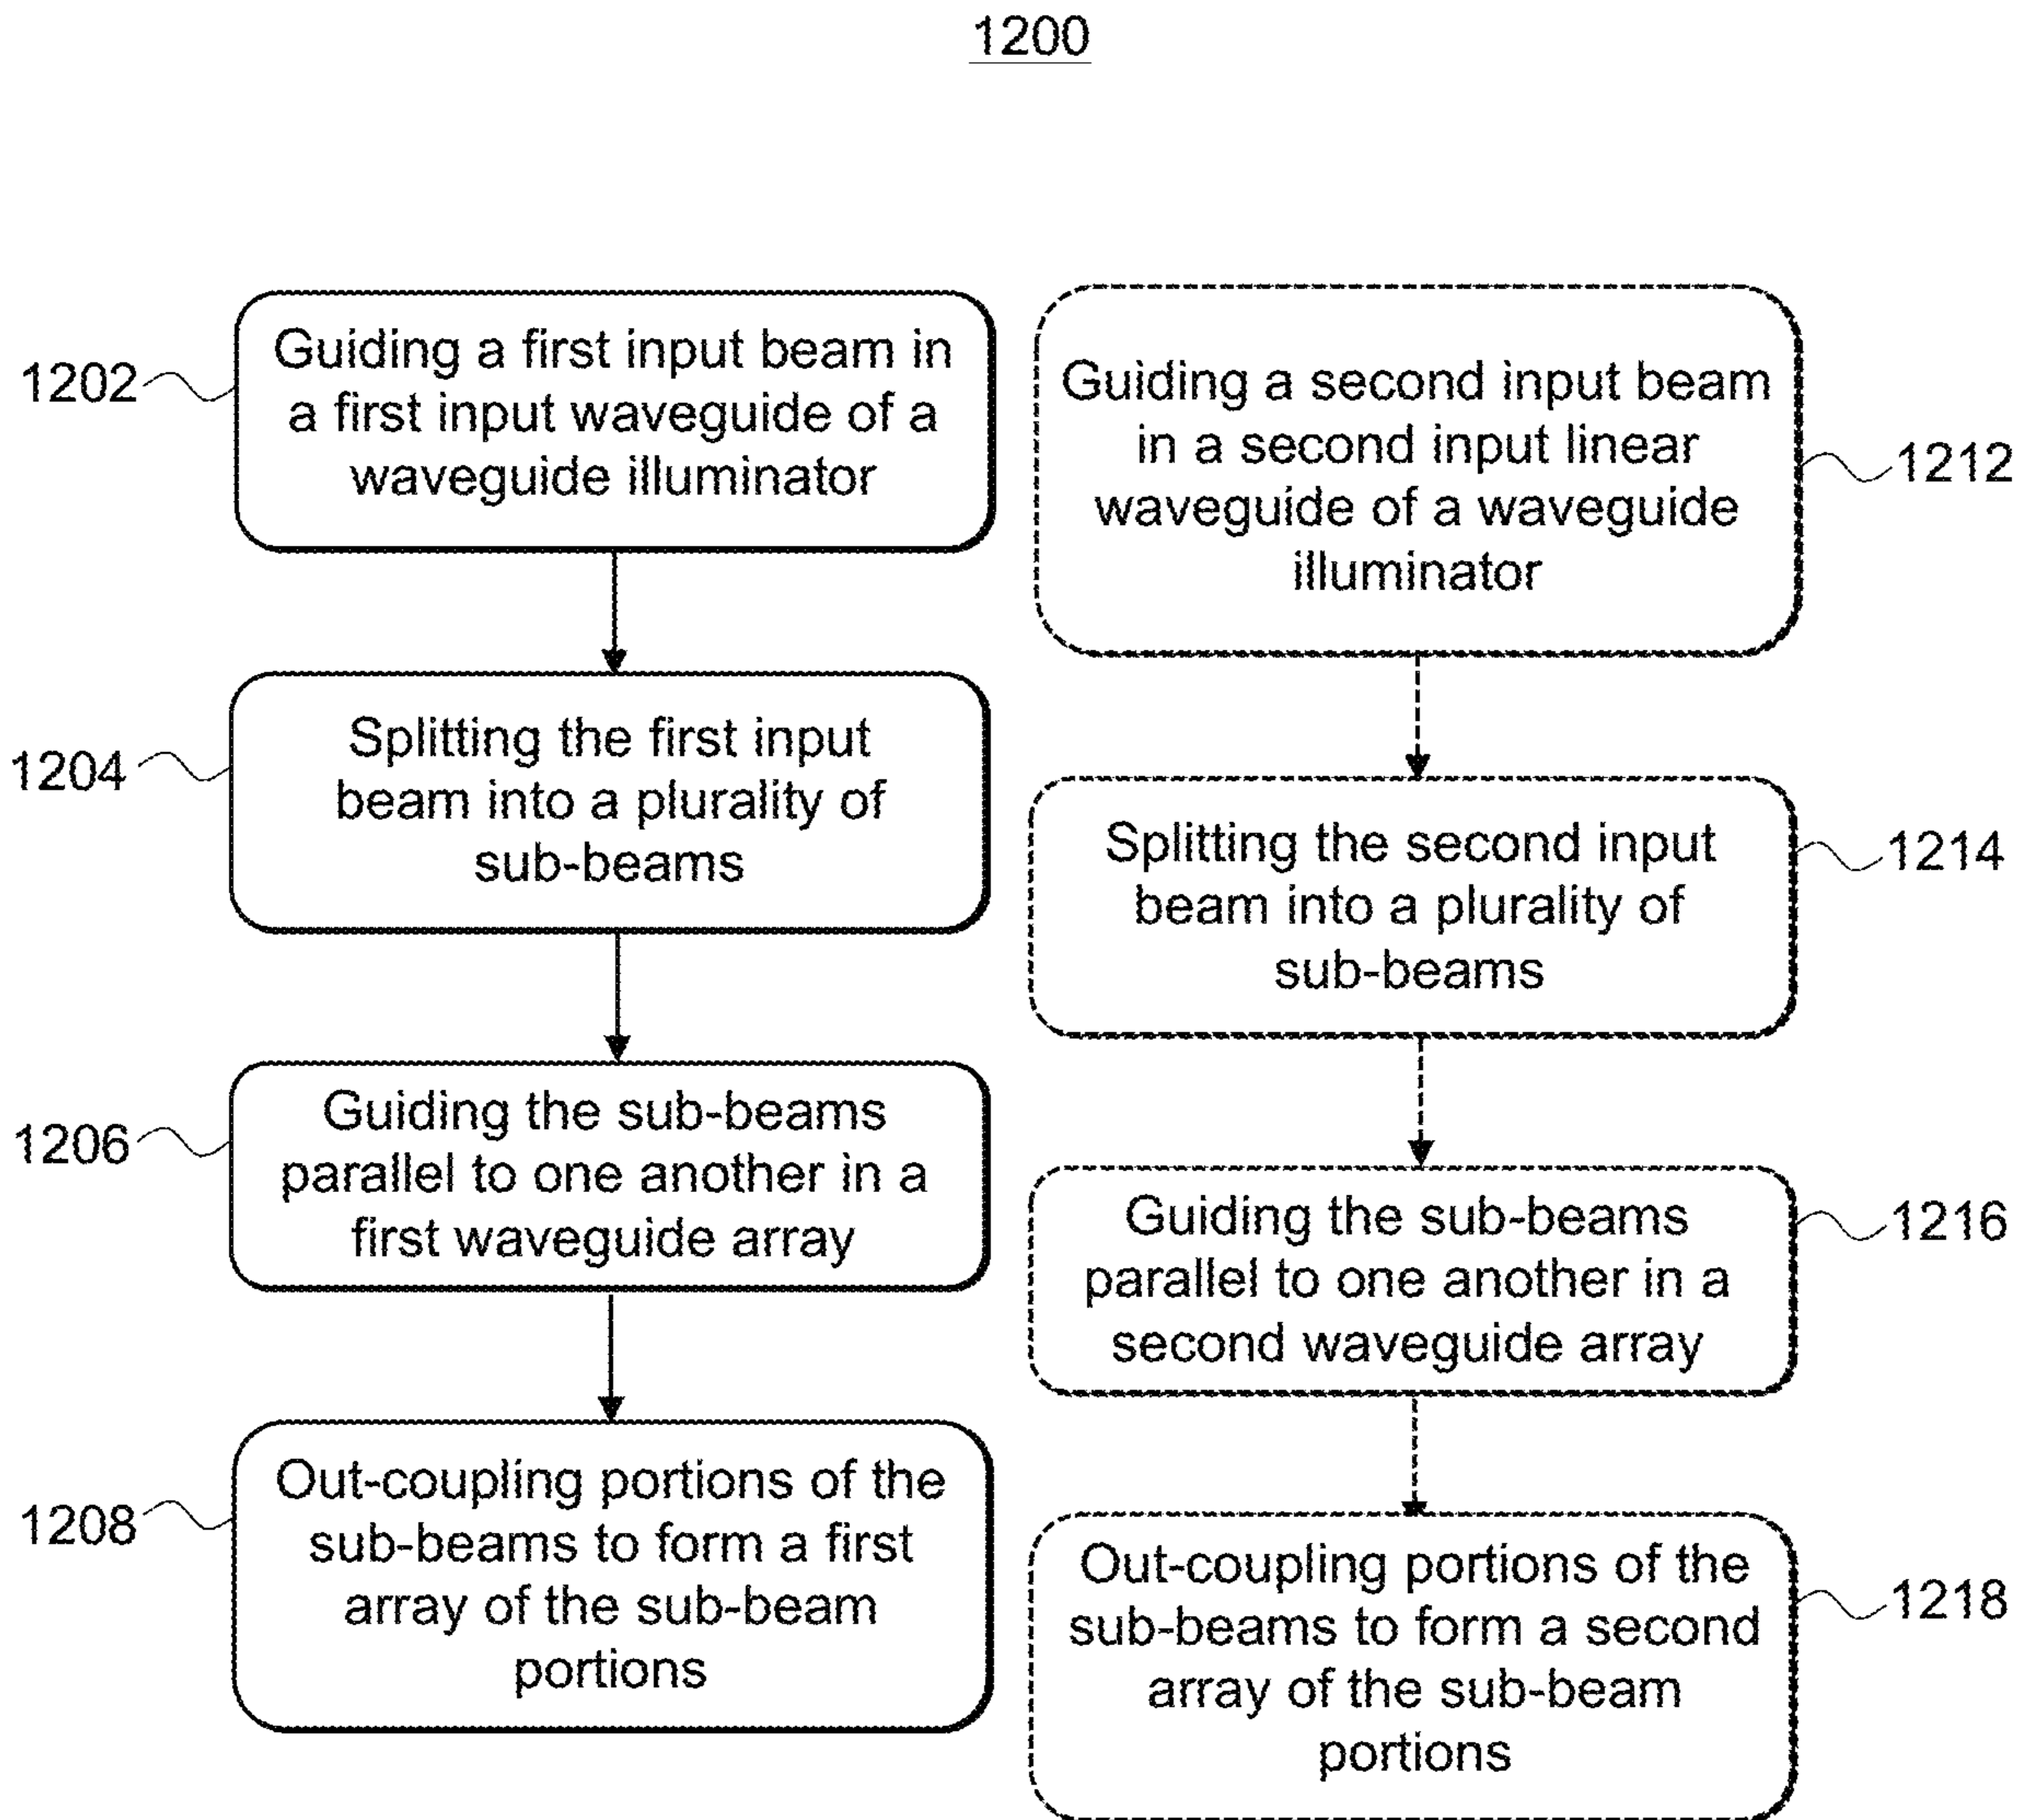 1200
1202
Guiding a first input beam in
a first input waveguide of a
waveguide illuminator
1204
Splitting the first input
beam into a plurality of
sub-beams
1206
Guiding the sub-beams
parallel to one another in a
first waveguide array
1208
Out-coupling portions of the
sub-beams to form a first
array of the sub-beam
portions
Guiding a second input beam
in a second input linear
waveguide of a waveguide
illuminator
1212
Splitting the second input
beam into a plurality of
sub-beams
1214
Guiding the sub-beams
parallel to one another in a
second waveguide array
1216
Out-coupling portions of the
sub-beams to form a second
array of the sub-beam
portions
1218